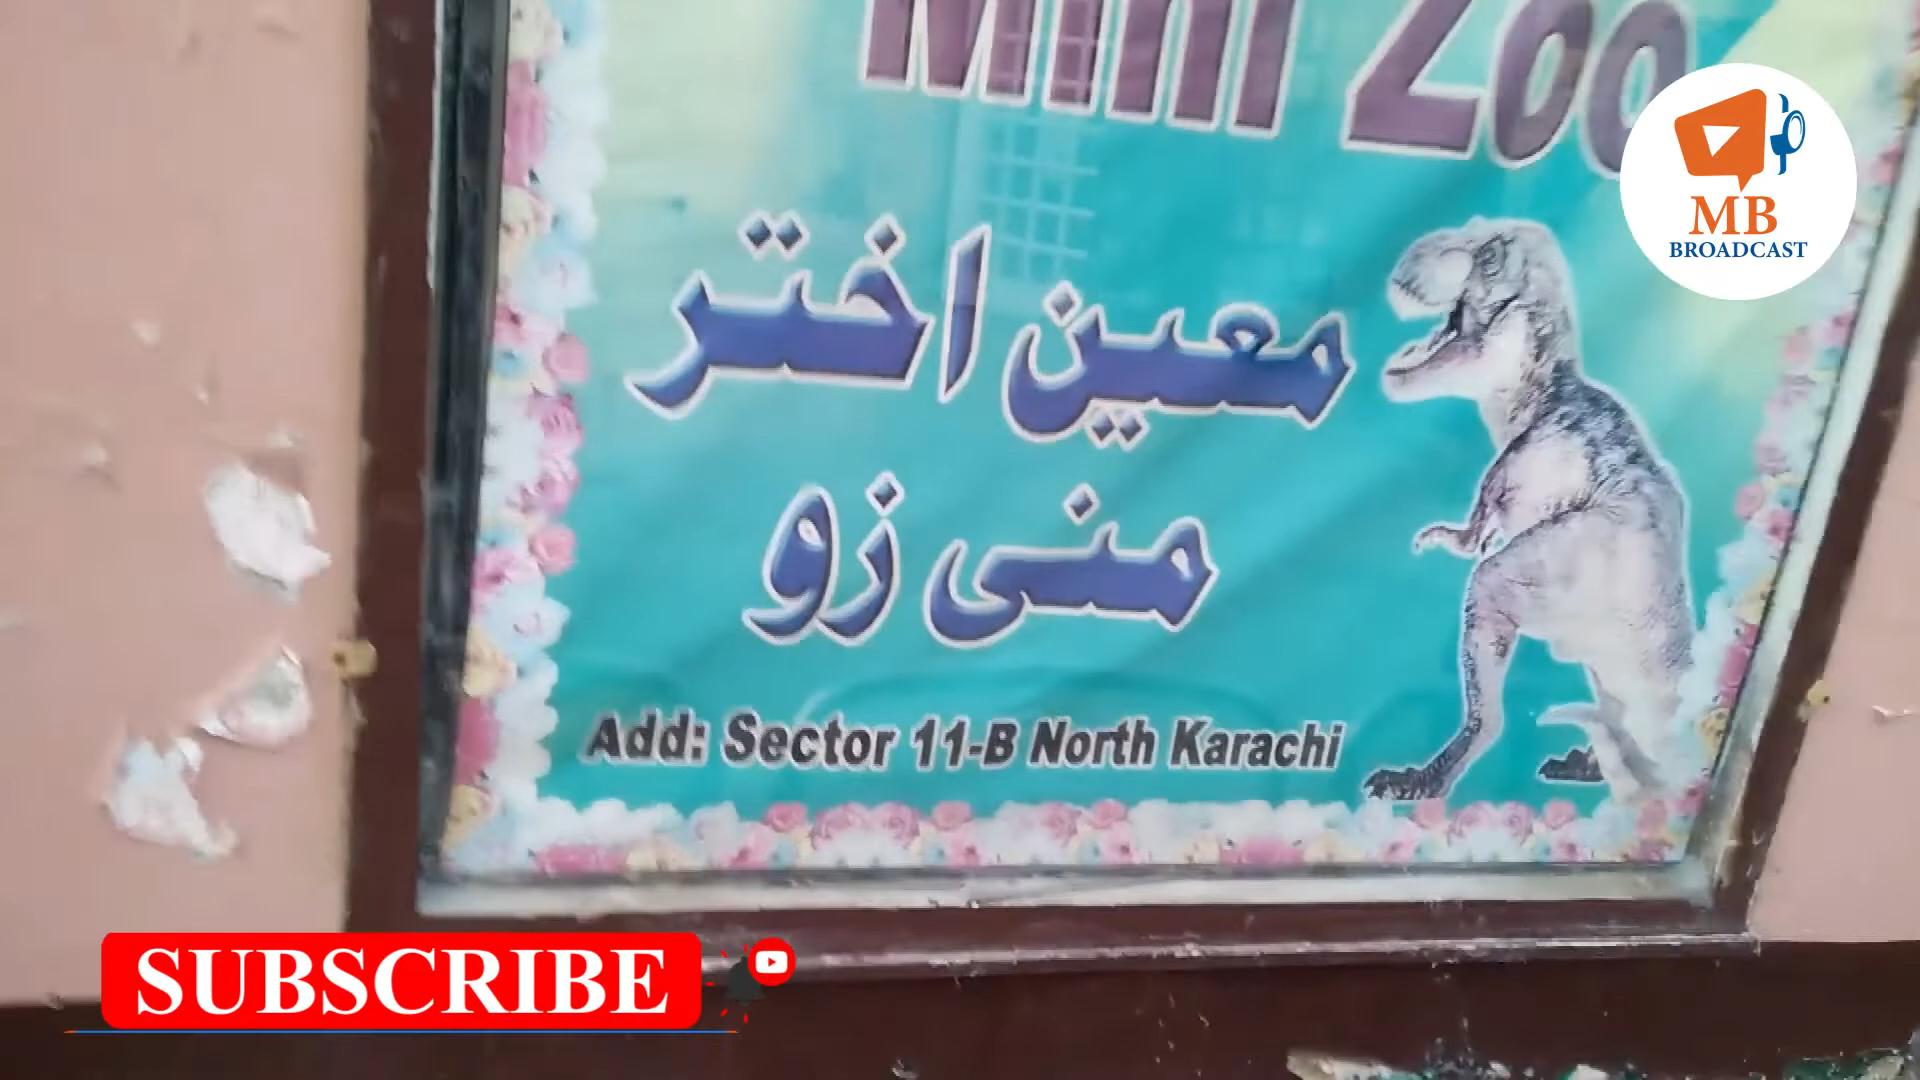 Mini Zoo
MB
BROADCAST
معین اختر
منی زو
Add: Sector 11-B North Karachi
SUBSCRIBE